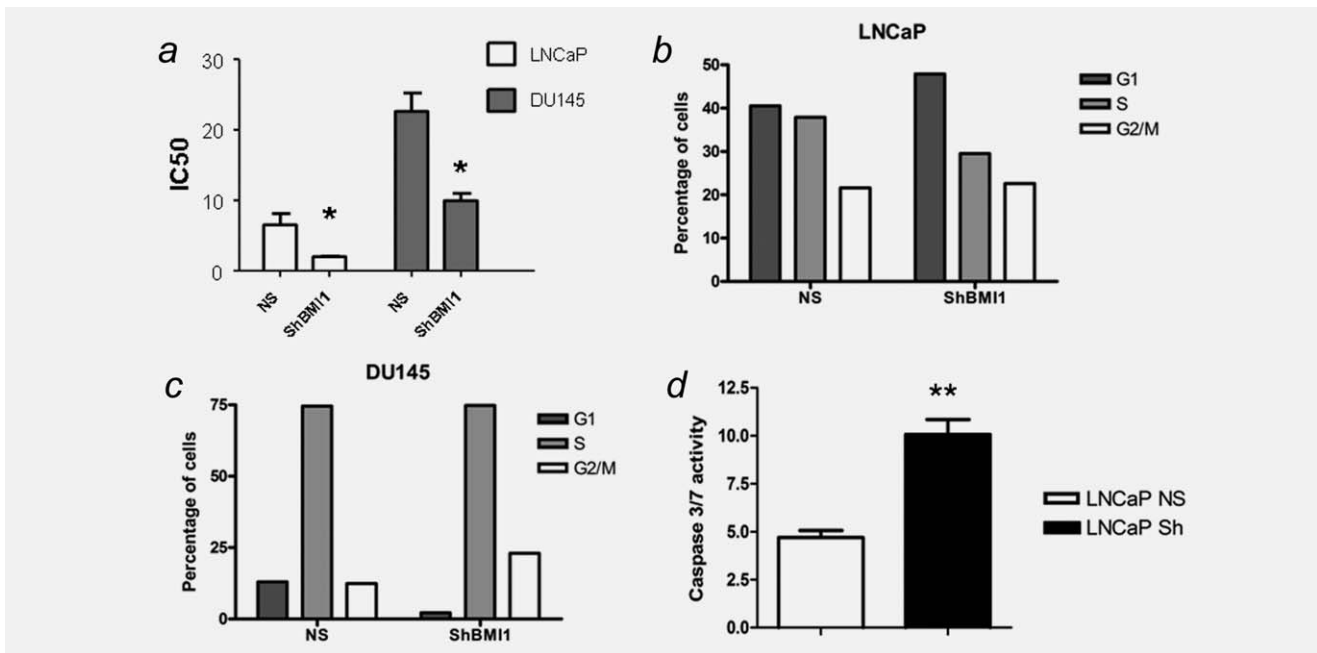 a
30
20
10
0
IC50
*
*
NS
ShBMI1
NS
ShBMI1
LNCaP
DU145
b
LNCaP
50
40
30
20
10
0
Percentage of cells
NS
ShBMI1
G1
S
G2/M
c
DU145
75
50
25
0
Percentage of cells
NS
ShBMI1
G1
S
G2/M
d
12.5
10.0
7.5
5.0
2.5
0.0
Caspase 3/7 activity
**
LNCaP NS
LNCaP Sh